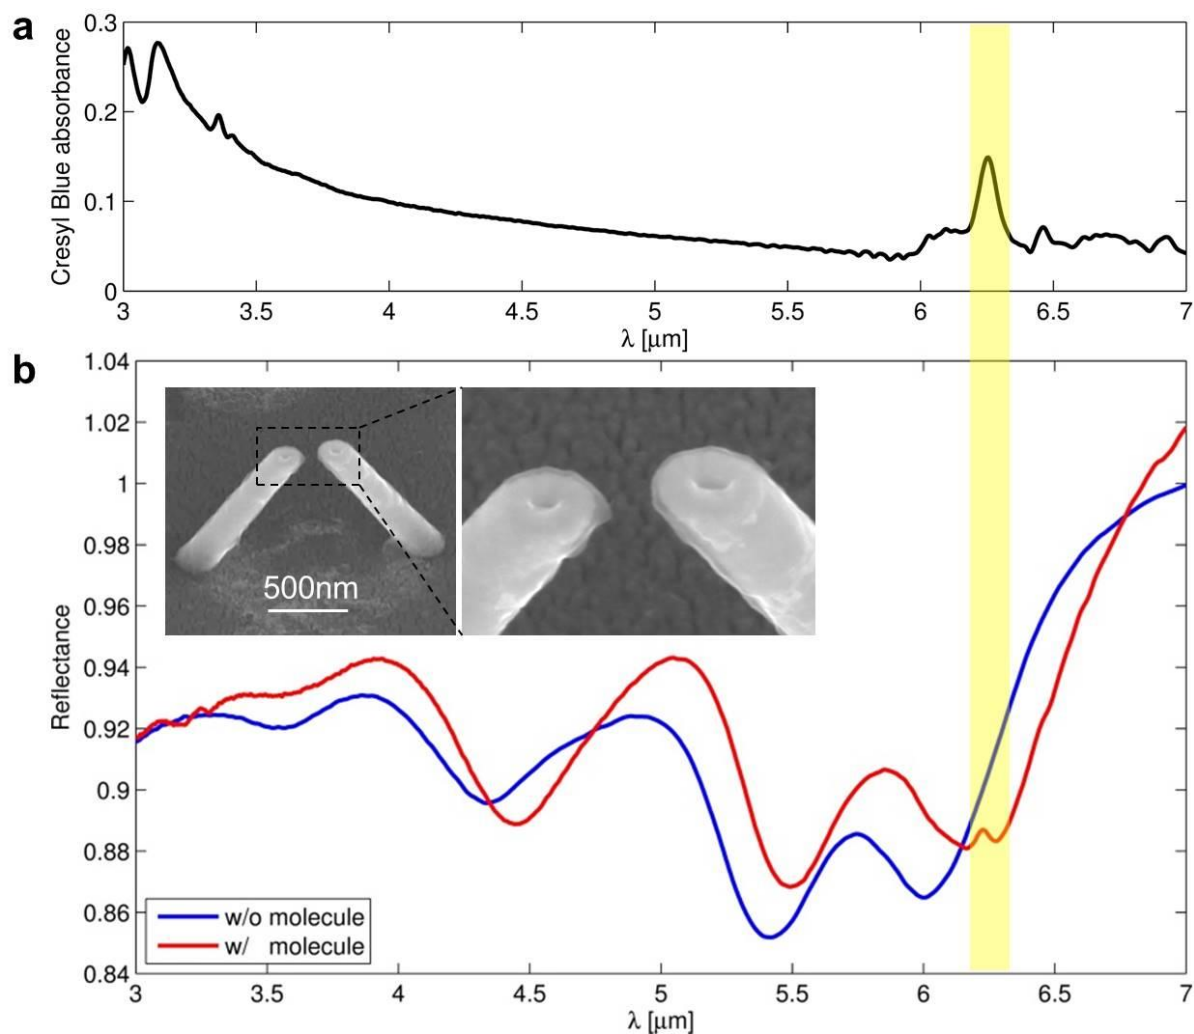 a
Cresyl Blue absorbance
0.3
0.2
0.1
0
3 3.5 4 4.5 5 5.5 6 6.5 7
λ [μm]
b
Reflectance
1.04
1.02
1
0.98
0.96
0.94
0.92
0.9
0.88
0.86
0.84
500nm
w/o molecule
w/ molecule
3 3.5 4 4.5 5 5.5 6 6.5 7
λ [μm]